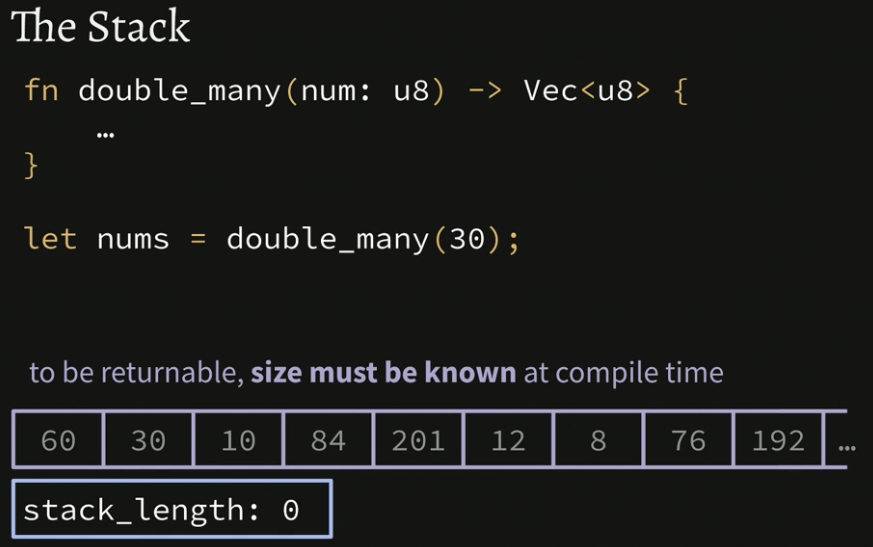 The Stack
fn double_many(num: u8) -> Vec<u8> {
…
}
let nums = double_many(30);
to be returnable, size must be known at compile time
60 30 10 84 201 12 8 76 192 …
stack_length: 0